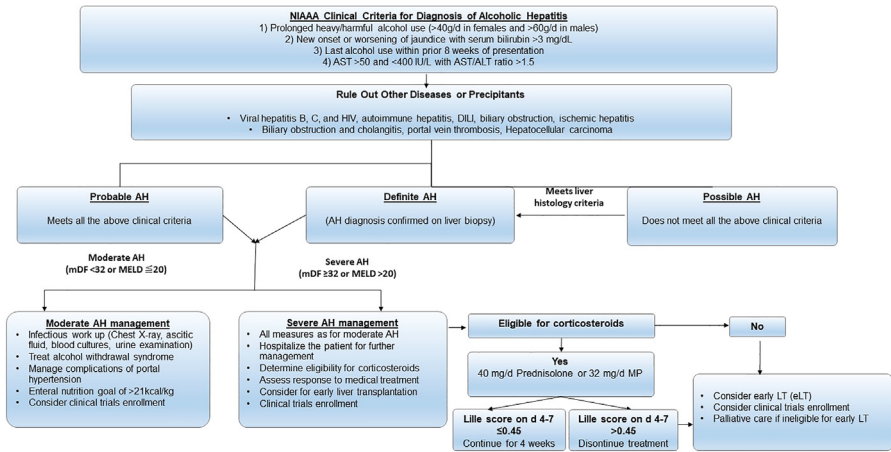 NIAAA Clinical Criteria for Diagnosis of Alcoholic Hepatitis
1) Prolonged heavy/harmful alcohol use (>40g/d in females and >60g/d in males)
2) New onset or worsening of jaundice with serum bilirubin >3 mg/dL
3) Last alcohol use within prior 8 weeks of presentation
4) AST >50 and <400 IU/L with AST/ALT ratio >1.5
Rule Out Other Diseases or Precipitants
• Viral hepatitis B, C, and HIV, autoimmune hepatitis, DILI, biliary obstruction, ischemic hepatitis
• Biliary obstruction and cholangitis, portal vein thrombosis, Hepatocellular carcinoma
Probable AH
Meets all the above clinical criteria
Definite AH
(AH diagnosis confirmed on liver biopsy)
Meets liver
histology criteria
Possible AH
Does not meet all the above clinical criteria
Moderate AH
(mDF <32 or MELD ≦20)
Severe AH
(mDF ≥32 or MELD >20)
Moderate AH management
• Infectious work up (Chest X-ray, ascitic
fluid, blood cultures, urine examination)
• Treat alcohol withdrawal syndrome
• Manage complications of portal
hypertension
• Enteral nutrition goal of >21kcal/kg
• Consider clinical trials enrollment
Severe AH management
• All measures as for moderate AH
• Hospitalize the patient for further
management
• Determine eligibility for corticosteroids
• Assess response to medical treatment
• Consider for early liver transplantation
• Clinical trials enrollment
Eligible for corticosteroids
No
Yes
40 mg/d Prednisolone or 32 mg/d MP
Lille score on d 4-7
≤0.45
Continue for 4 weeks
Lille score on d 4-7
>0.45
Disontinue treatment
• Consider early LT (eLT)
• Consider clinical trials enrollment
• Palliative care if ineligible for early LT